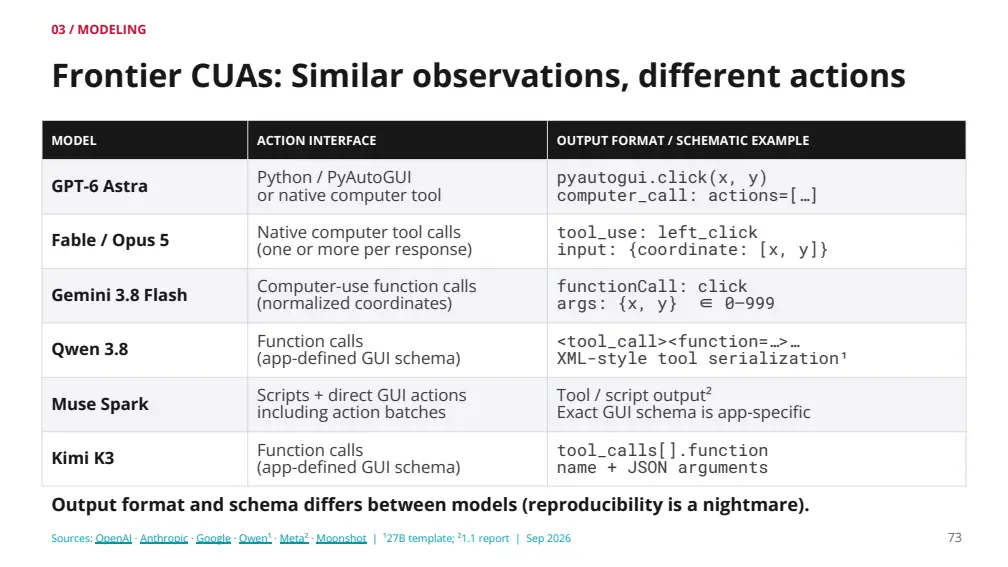 03 / MODELING
Frontier CUAs: Similar observations, different actions
MODEL
ACTION INTERFACE
OUTPUT FORMAT / SCHEMATIC EXAMPLE
GPT-6 Astra
Python / PyAutoGUI
or native computer tool
pyautogui.click(x, y)
computer_call: actions=[…]
Fable / Opus 5
Native computer tool calls
(one or more per response)
tool_use: left_click
input: {coordinate: [x, y]}
Gemini 3.8 Flash
Computer-use function calls
(normalized coordinates)
functionCall: click
args: {x, y} ∈ 0–999
Qwen 3.8
Function calls
(app-defined GUI schema)
<tool_call><function=…>…
XML-style tool serialization¹
Muse Spark
Scripts + direct GUI actions
including action batches
Tool / script output²
Exact GUI schema is app-specific
Kimi K3
Function calls
(app-defined GUI schema)
tool_calls[].function
name + JSON arguments
Output format and schema differs between models (reproducibility is a nightmare).
Sources: OpenAI · Anthropic · Google · Qwen¹ · Meta² · Moonshot | ¹27B template; ²1.1 report | Sep 2026
73